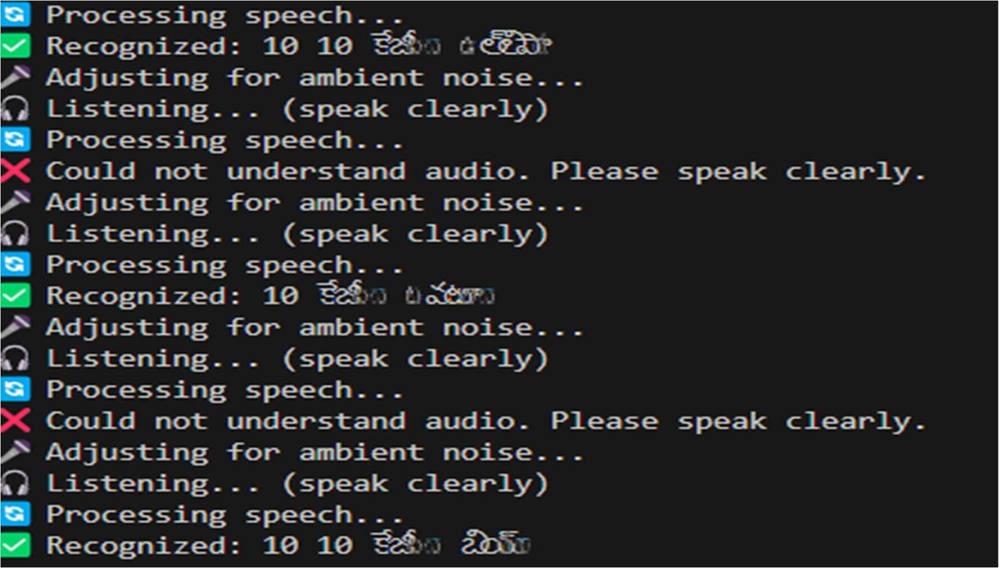 Processing speech...
Recognized: 10 10
Adjusting for ambient noise...
Listening... (speak clearly)
Processing speech...
Could not understand audio. Please speak clearly.
Adjusting for ambient noise...
Listening... (speak clearly)
Processing speech...
Recognized: 10
Adjusting for ambient noise...
Listening... (speak clearly)
Processing speech...
Could not understand audio. Please speak clearly.
Adjusting for ambient noise...
Listening... (speak clearly)
Processing speech...
Recognized: 10 10